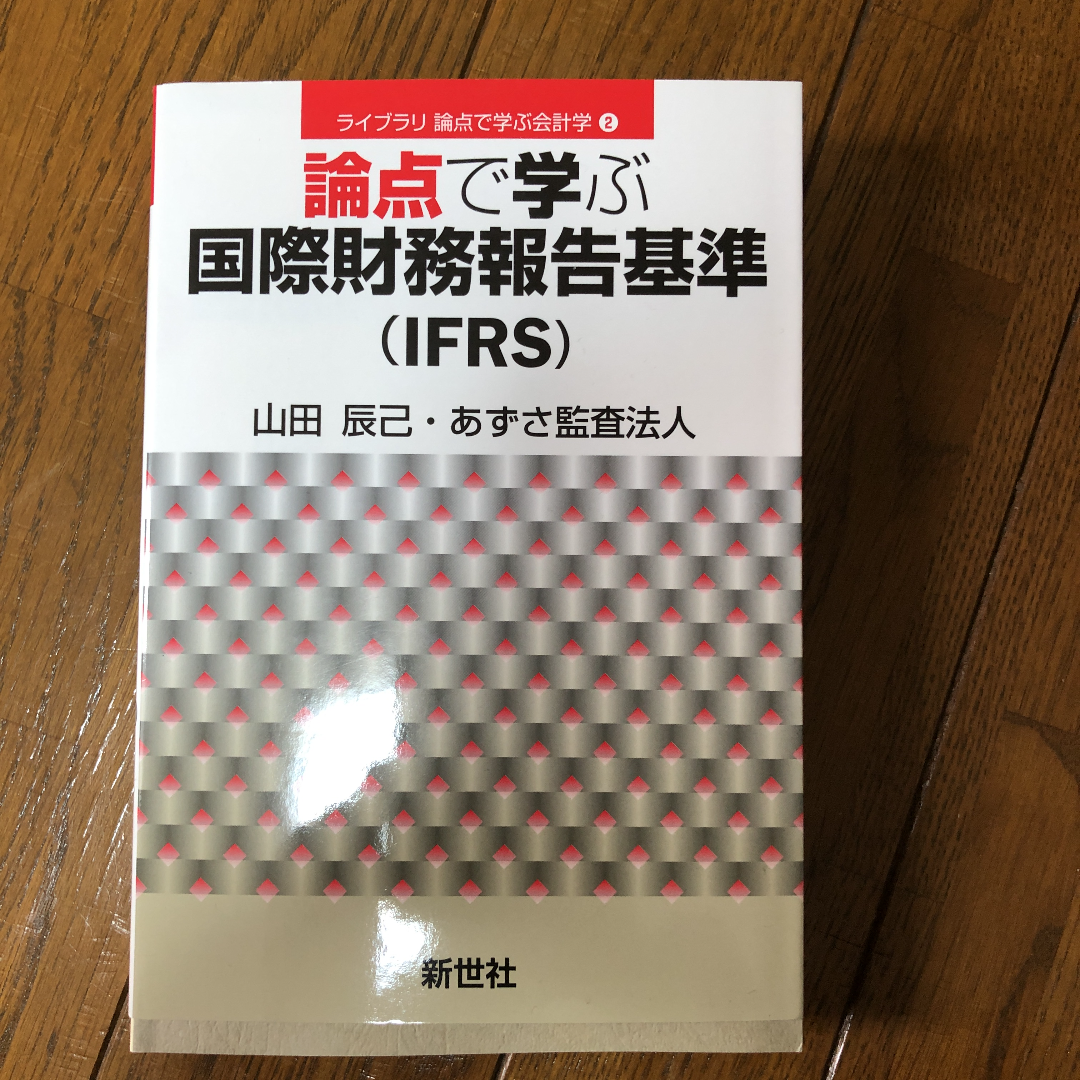 ライブラリ 論点で学ぶ会計学 ❷
論点で学ぶ
国際財務報告基準
(IFRS)
山田 辰己・あずさ監査法人
新世社